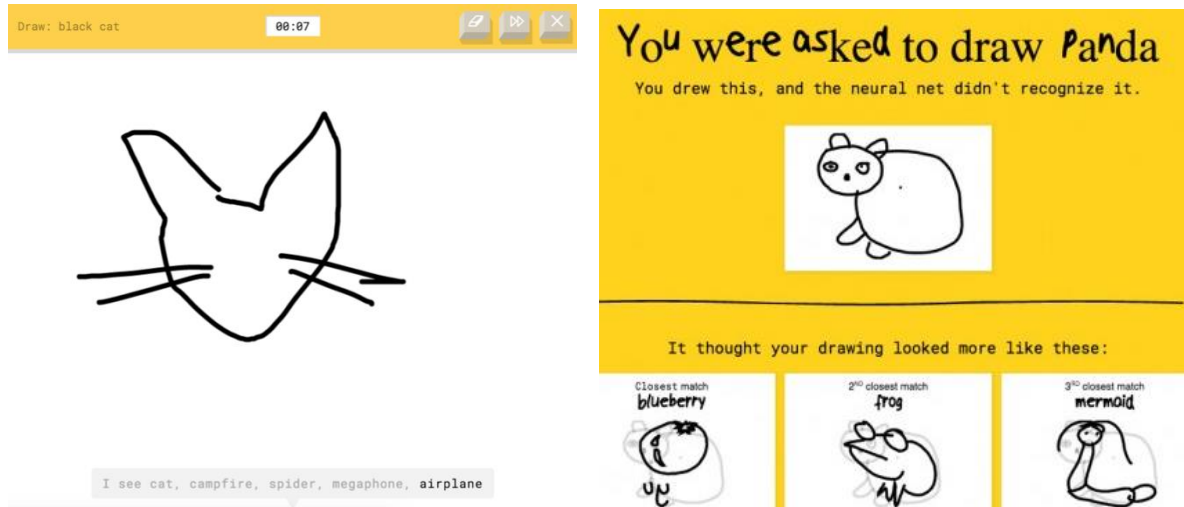 Draw: black cat
00:07
I see cat, campfire, spider, megaphone, airplane
You were asked to draw Panda
You drew this, and the neural net didn't recognize it.
It thought your drawing looked more like these:
Closest match
blueberry
2ND closest match
frog
3RD closest match
mermaid